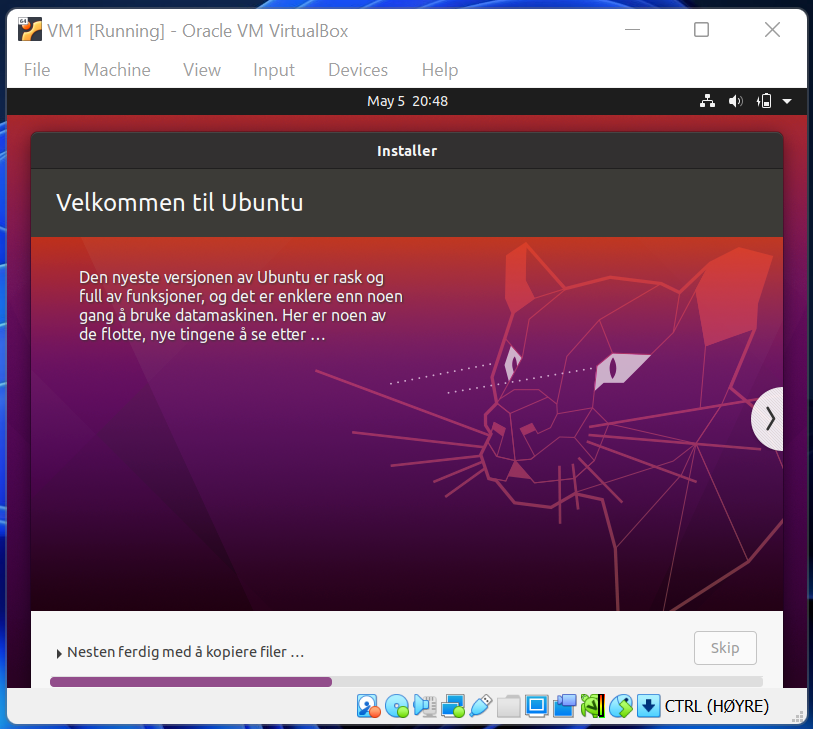 VM1 [Running] - Oracle VM VirtualBox
File Machine View Input Devices Help
May 5 20:48
Installer
Velkommen til Ubuntu
Den nyeste versjonen av Ubuntu er rask og
full av funksjoner, og det er enklere enn noen
gang å bruke datamaskinen. Her er noen av
de flotte, nye tingene å se etter …
Nesten ferdig med å kopiere filer …
Skip
CTRL (HØYRE)